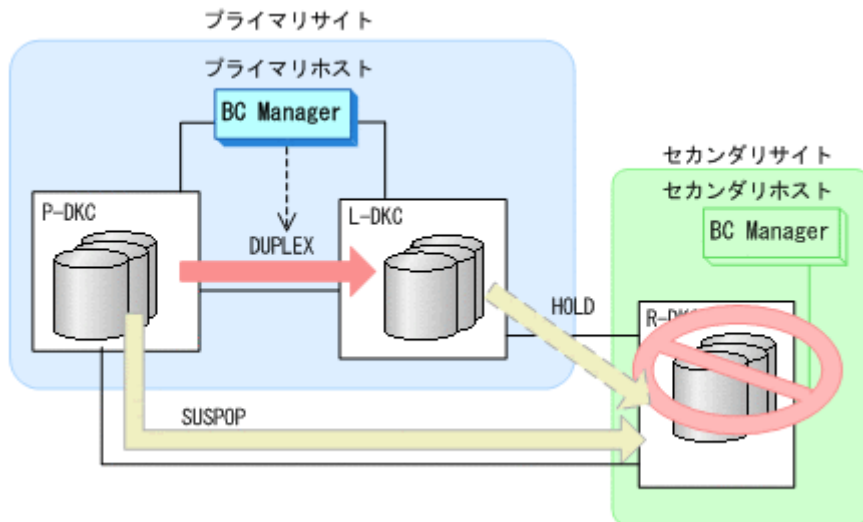 プライマリサイト
プライマリホスト
BC Manager
セカンダリサイト
セカンダリホスト
BC Manager
P-DKC
L-DKC
DUPLEX
HOLD
SUSPOP